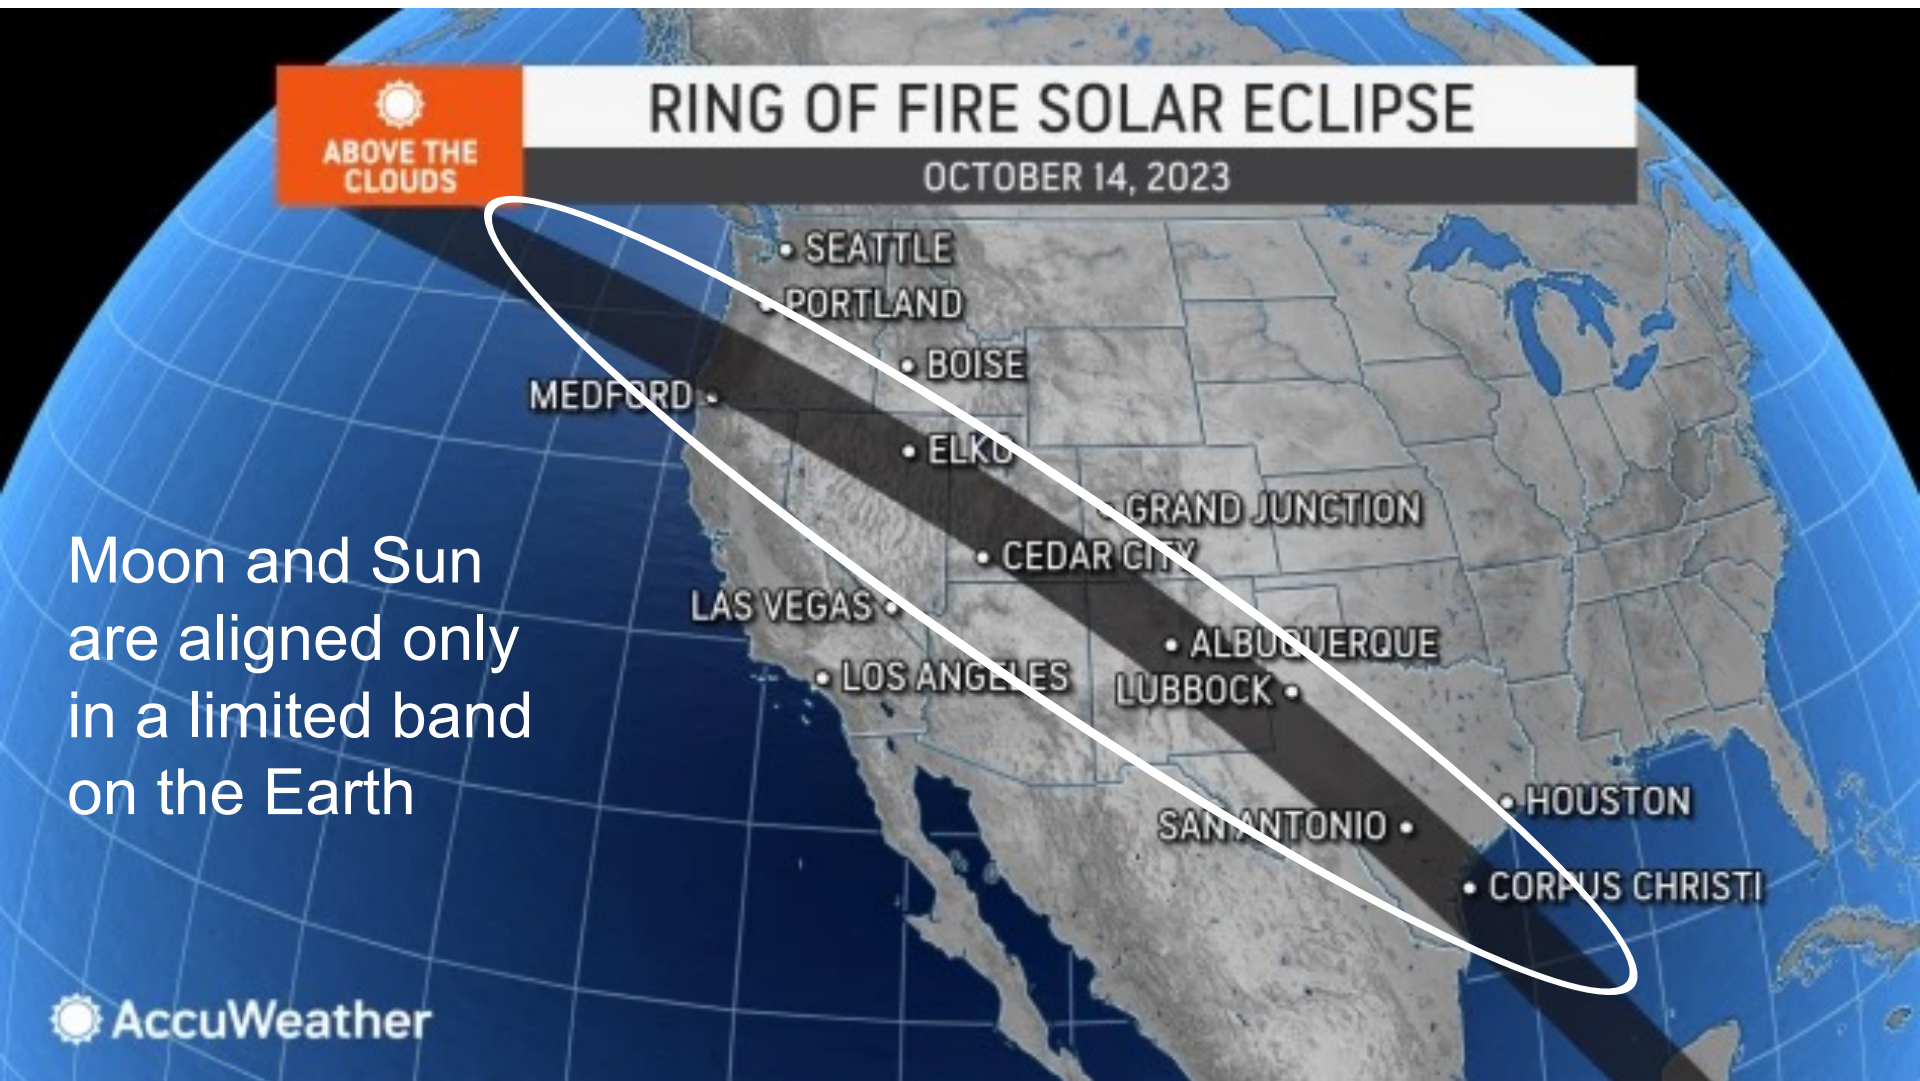 RING OF FIRE SOLAR ECLIPSE
ABOVE THE
CLOUDS
OCTOBER 14, 2023
SEATTLE
PORTLAND
BOISE
MEDFORD
ELKO
GRAND JUNCTION
CEDAR CITY
LAS VEGAS
ALBUQUERQUE
LOS ANGELES
LUBBOCK
HOUSTON
SAN ANTONIO
CORPUS CHRISTI
Moon and Sun
are aligned only
in a limited band
on the Earth
AccuWeather